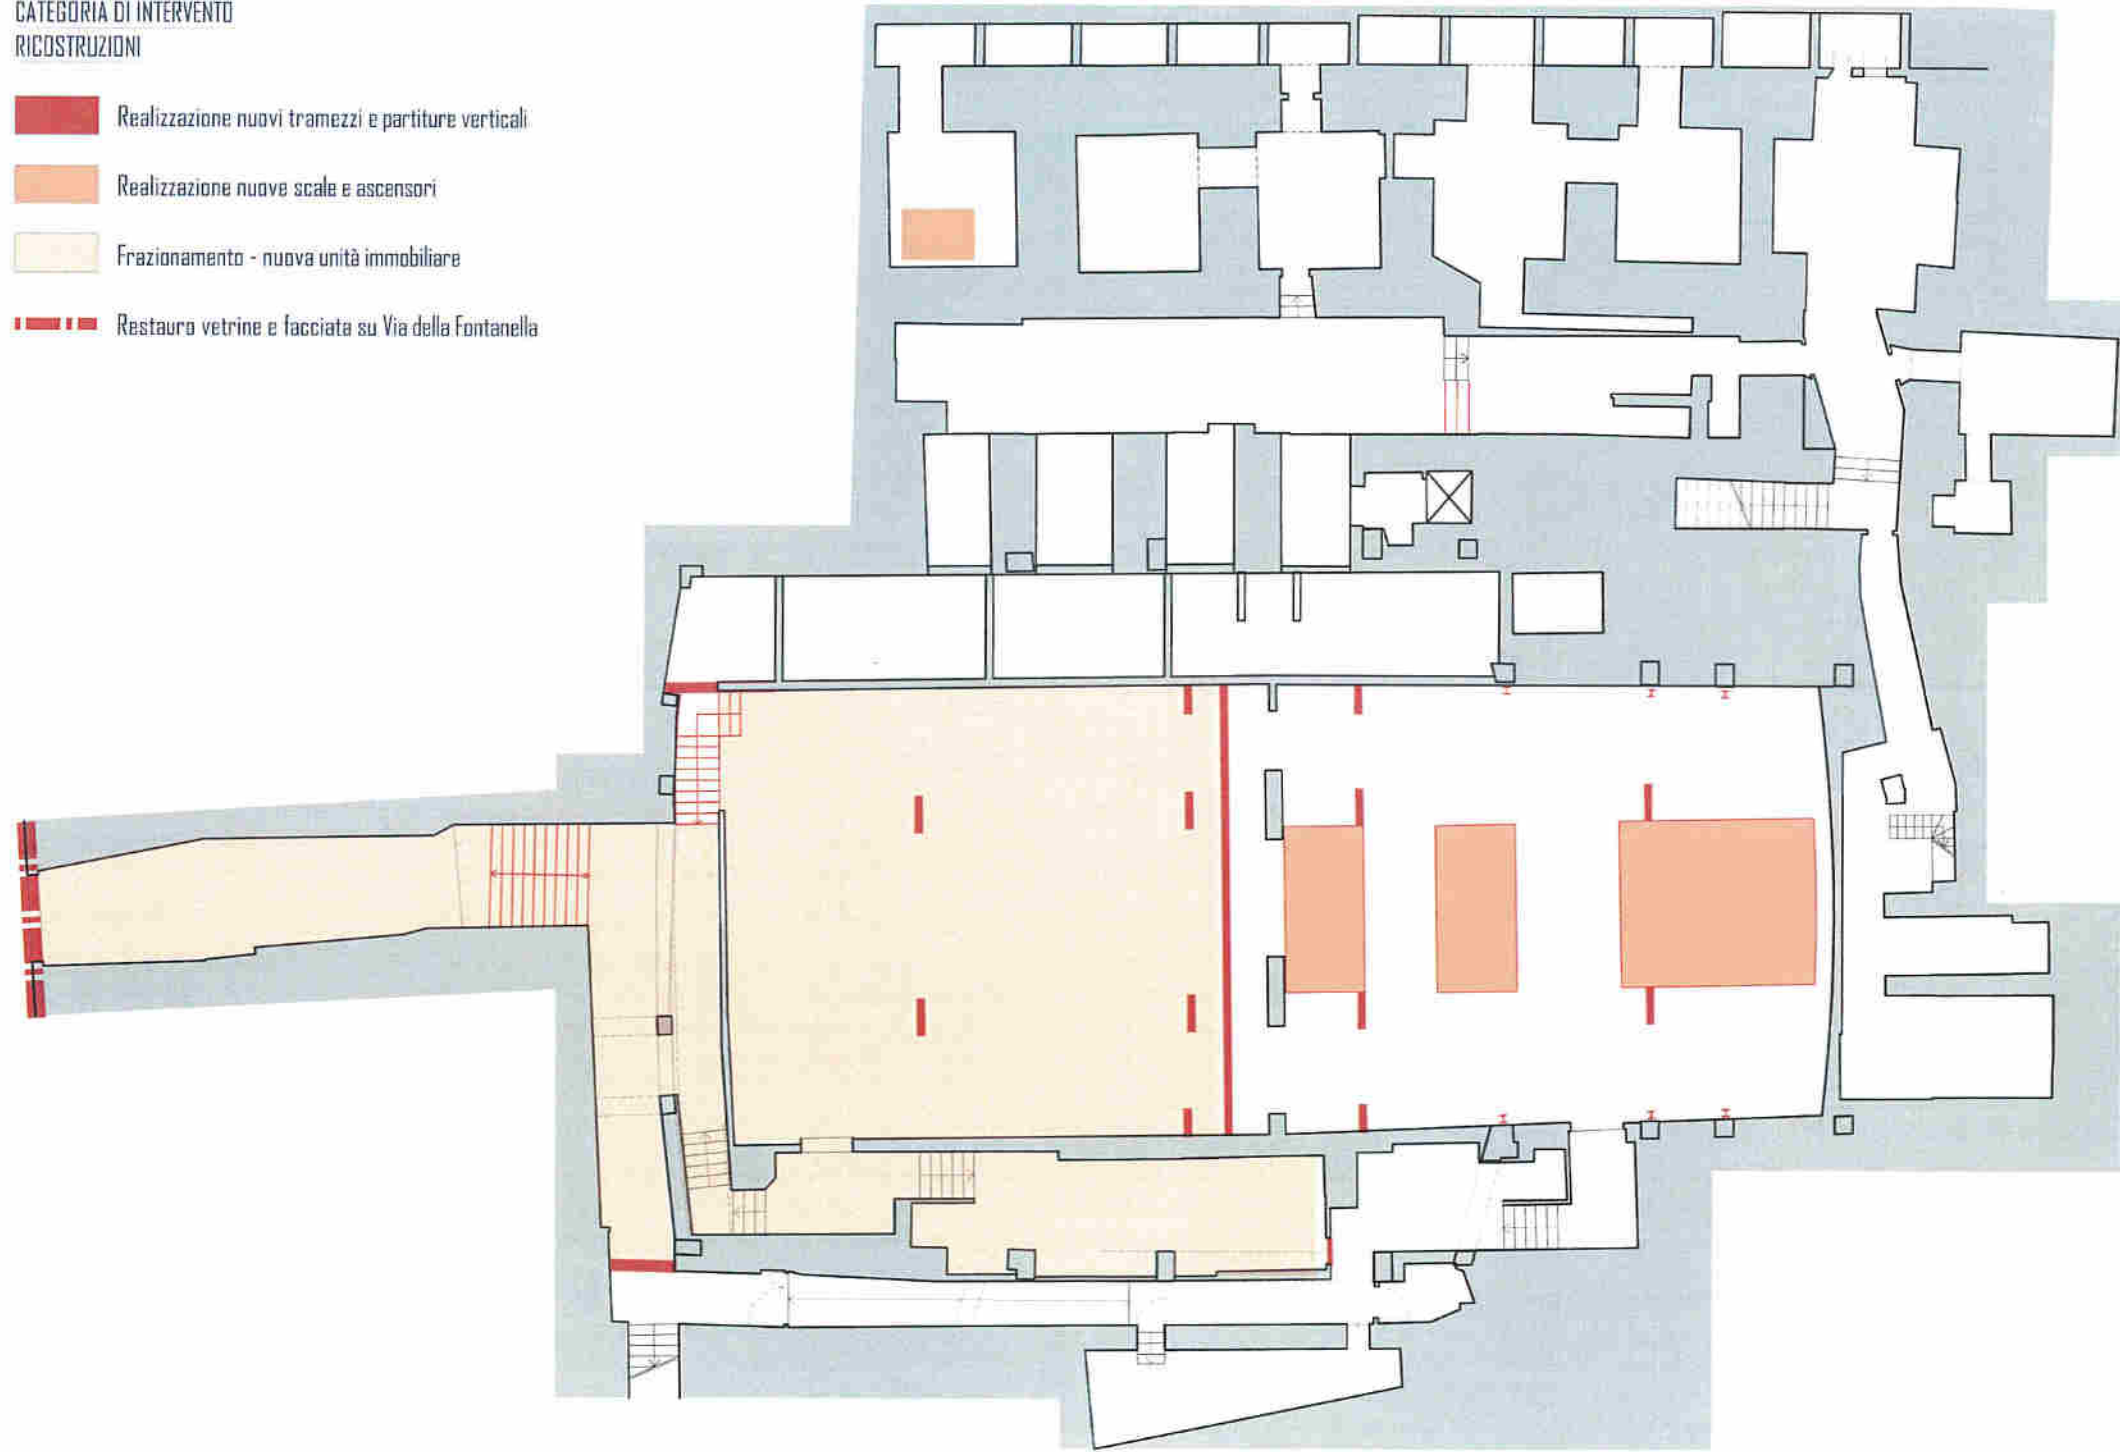 CATEGORIA DI INTERVENTO
RICOSTRUZIONI
Realizzazione nuovi tramezzi e partiture verticali
Realizzazione nuove scale e ascensori
Frazionamento - nuova unità immobiliare
Restauro vetrine e facciata su Via della Fontanella